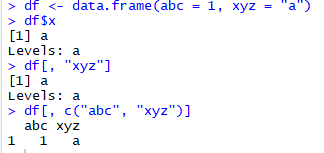 > df <- data.frame(abc = 1, xyz = "a")
> df$x
[1] a
Levels: a
> df[, "xyz"]
[1] a
Levels: a
> df[, c("abc", "xyz")]
  abc xyz
1   1   a